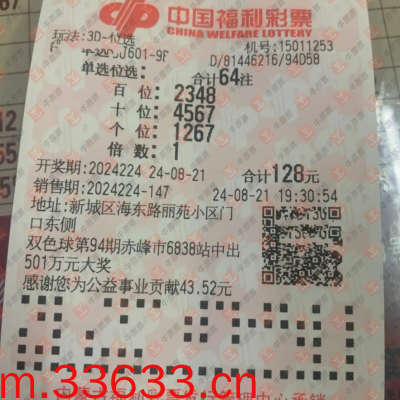 中国福利彩票
CHINA WELFARE LOTTERY
玩法:3D-位选
机号:15011253
D/81446216/94D58
单选位选: 合计64注
百 位: 2348
十 位: 4567
个 位: 1267
倍 数: 1
开奖期:2024224 24-08-21 合计128元
销售期:2024224-147 24-08-21 19:30:54
地址:新城区海东路丽苑小区门
口东侧
双色球第94期赤峰市6838站中出
501万元大奖
感谢您为公益事业贡献43.52元
m.33633.cn